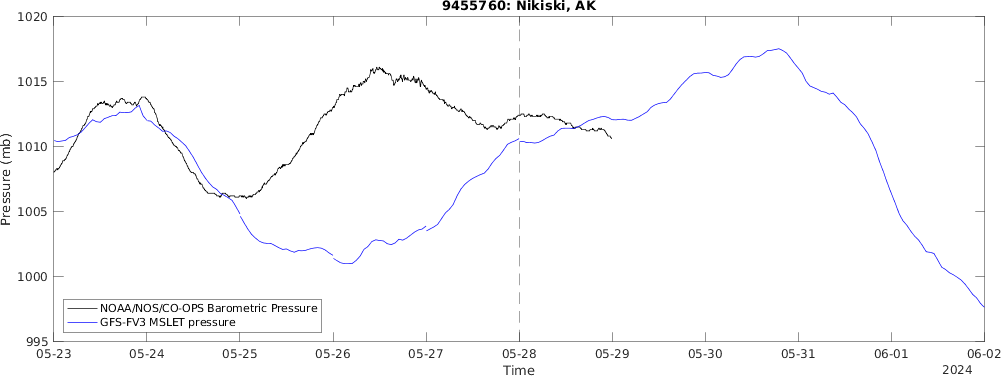 9455760: Nikiski, AK
1020
1015
1010
1005
1000
995
Pressure (mb)
NOAA/NOS/CO-OPS Barometric Pressure
GFS-FV3 MSLET pressure
05-23 05-24 05-25 05-26 05-27 05-28 05-29 05-30 05-31 06-01 06-02
Time
2024